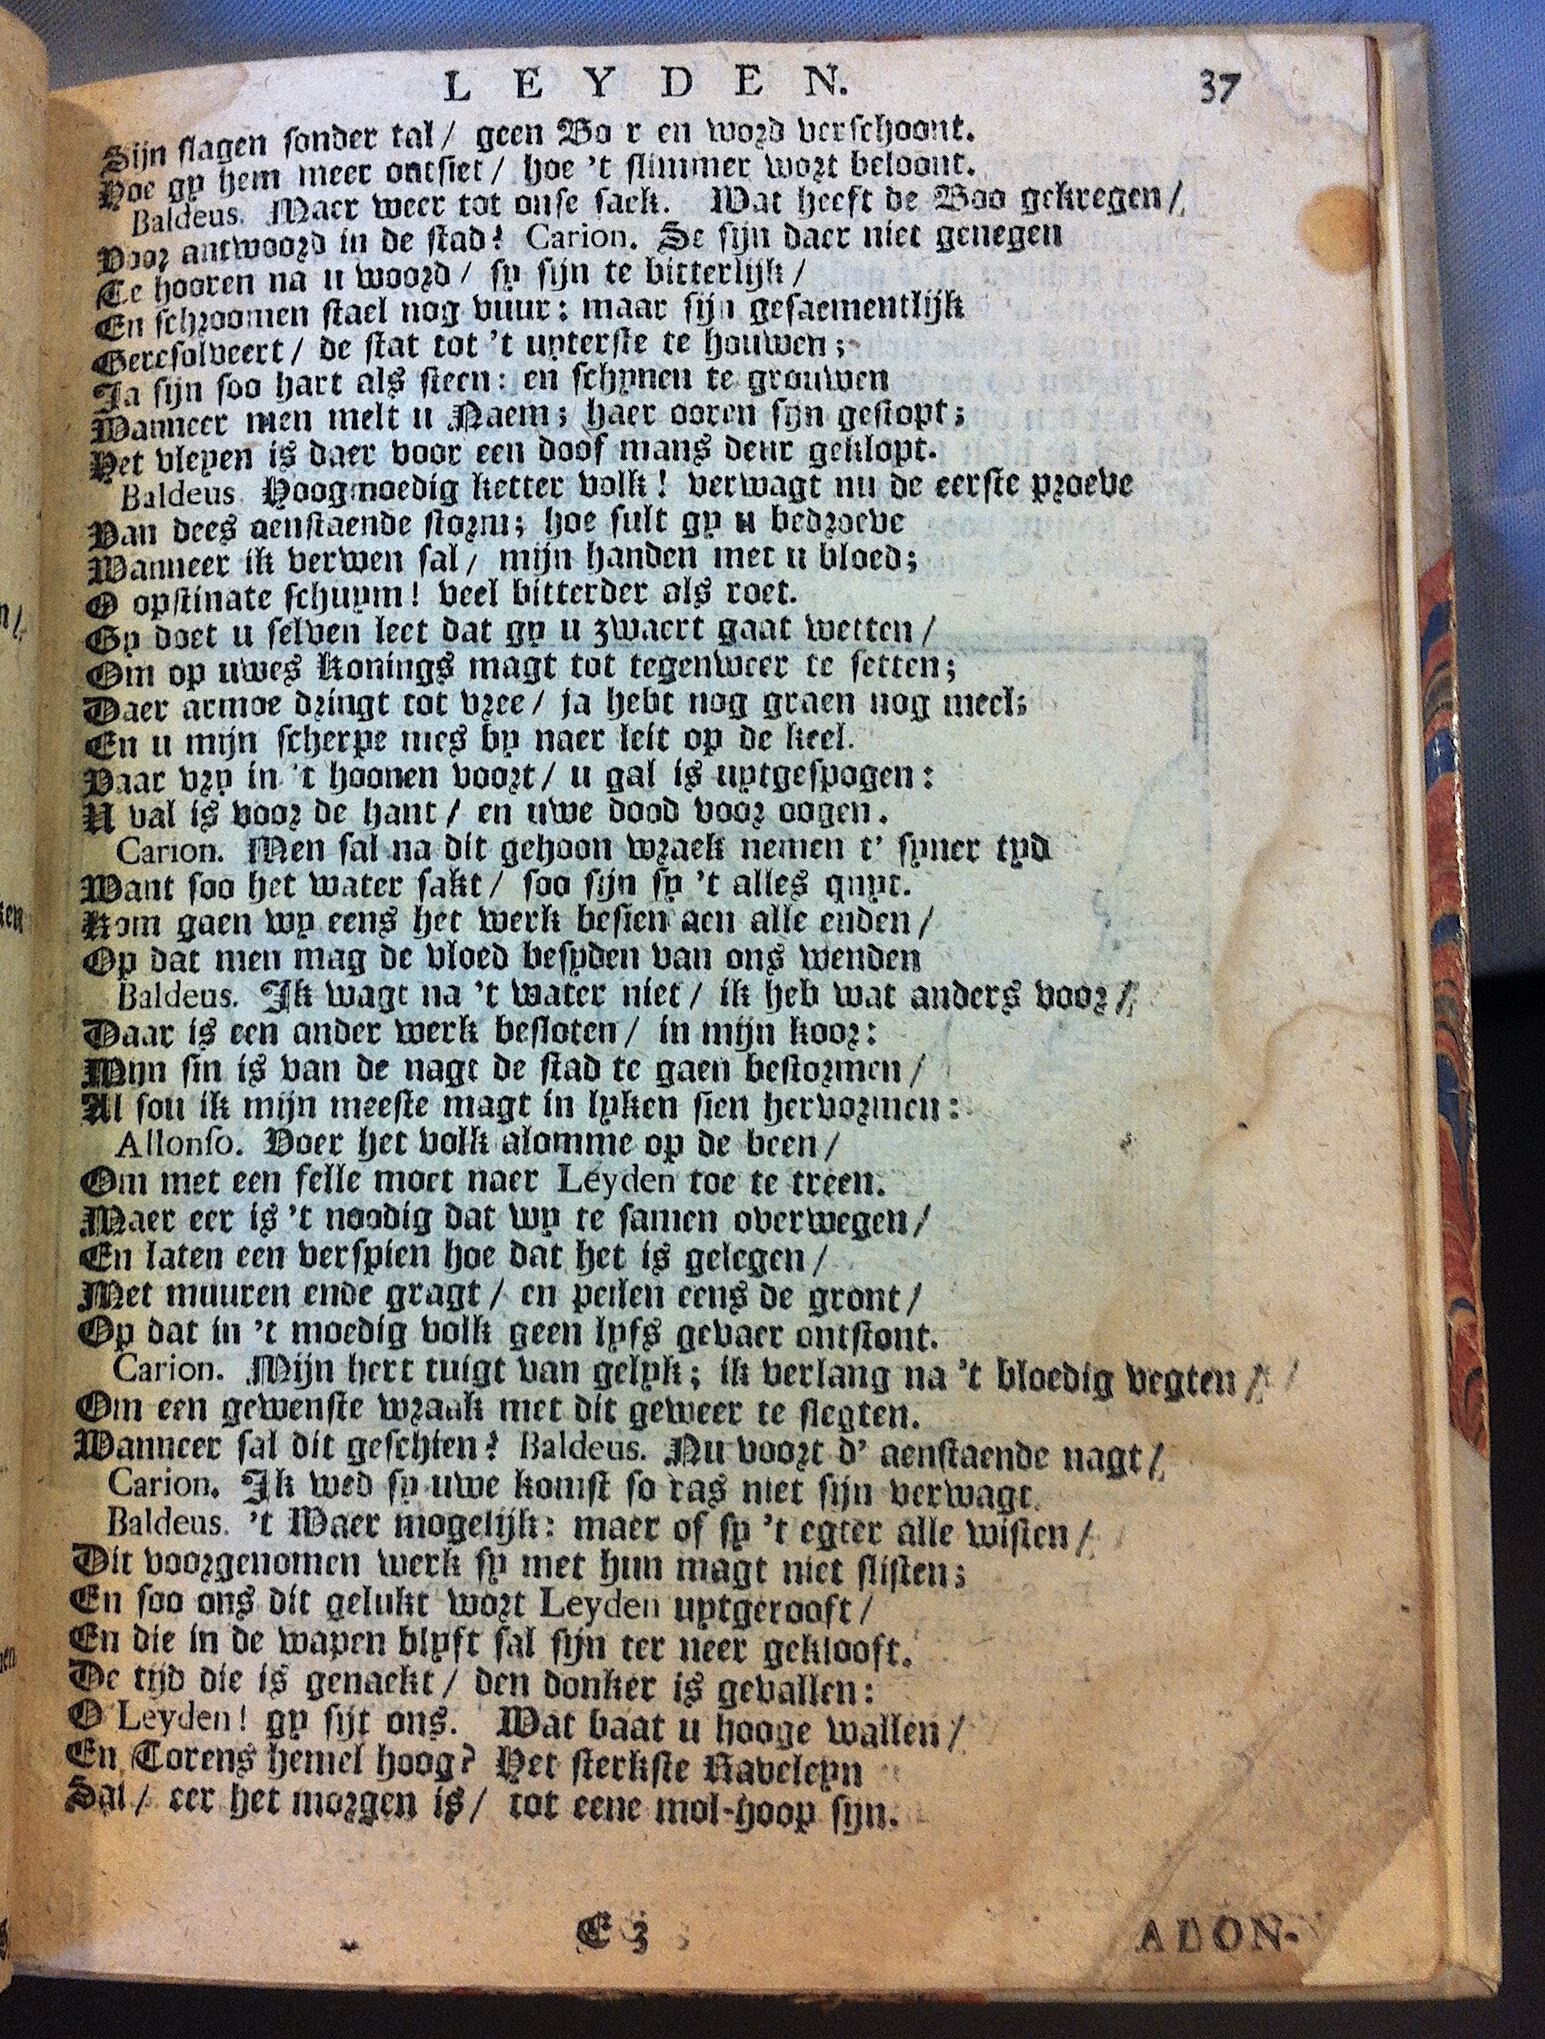 LEYDEN. 37
Sijn slagen sonder tal / geen Bo r en word verschoont.
Hoe gy hem meer ontsiet / hoe 't slimmer wort beloont.
Baldeus. Maer weer tot onse saek. Wat heeft de Boo gekregen /
Voor antwoord in de stad? Carion. Se sijn daer niet genegen
Te hooren na u woord / sy sijn te bitterlijk /
En schroomen stael nog vuur: maar sijn gesaementlijk
Geresolveert / de stat tot 't uyterste te houwen;
Ja sijn soo hart als steen: en schynen te grouwen
Wanneer men melt u Naem; haer ooren sijn gestopt;
Het vleyen is daer voor een doof mans deur geklopt.
Baldeus. Hoogmoedig ketter volk! verwagt nu de eerste proeve
Van dees aenstaende storm; hoe sult gy u bedroeve
Wanneer ik verwen sal / mijn handen met u bloed;
O opstinate schuym! veel bitterder als roet.
Gy doet u selven leet dat gy u zwaert gaat wetten /
Om op uwes Konings magt tot tegenweer te setten;
Daer armoe dringt tot vree / ja hebt nog graen nog meel;
En u mijn scherpe mes by naer leit op de keel.
Vaar vry in 't hoonen voort / u gal is uytgespogen:
U val is voor de hant / en uwe dood voor oogen.
Carion. Men sal na dit gehoon wraek nemen t' syner tyd
Want soo het water sakt / soo sijn sy 't alles quyt.
Kom gaen wy eens het werk besien aen alle enden /
Op dat men mag de vloed besyden van ons wenden
Baldeus. Ik wagt na 't water niet / ik heb wat anders voor /
Daar is een ander werk besloten / in mijn koor:
Mijn sin is van de nagt de stad te gaen bestormen /
Al sou ik mijn meeste magt in lyken sien hervormen:
Allonso. Voer het volk alomme op de been /
Om met een felle moet naer Leyden toe te treen.
Maer eer is 't noodig dat wy te samen overwegen /
En laten een verspien hoe dat het is gelegen /
Met muuren ende gragt / en peilen eens de gront /
Op dat in 't moedig volk geen lyfs gevaer ontstont.
Carion. Mijn hert tuigt van gelyk; ik verlang na 't bloedig vegten /
Om een gewenste wraak met dit geweer te slegten.
Wanneer sal dit geschien? Baldeus. Nu voort d' aenstaende nagt /
Carion. Ik wed sy uwe komst so ras niet sijn verwagt.
Baldeus. 't Waer mogelijk: maer of sy 't egter alle wisten /
Dit voorgenomen werk sy met hun magt niet slisten;
En soo ons dit gelukt wort Leyden uytgerooft /
En die in de wapen blyft sal sijn ter neer geklooft.
De tijd die is genaekt / den donker is gevallen:
O Leyden! gy sijt ons. Wat baat u hooge wallen /
En Torens hemel hoog? Het sterkste Raveleyn
Sal / eer het morgen is / tot eene mol-hoop sijn.
E 3 ADON-